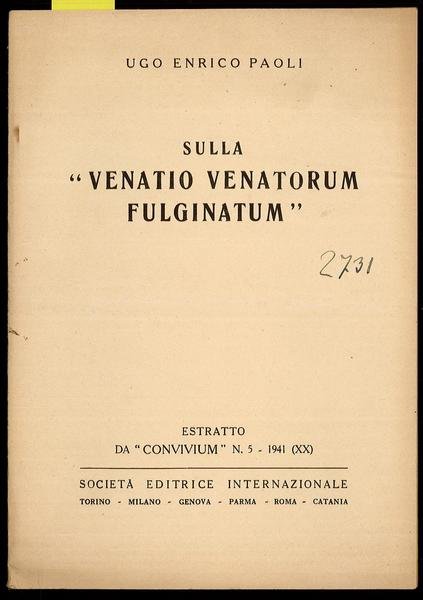 UGO ENRICO PAOLI
SULLA
“VENATIO VENATORUM
FULGINATUM”
2731
ESTRATTO
DA “CONVIVIUM” N. 5 - 1941 (XX)
SOCIETÀ EDITRICE INTERNAZIONALE
TORINO - MILANO - GENOVA - PARMA - ROMA - CATANIA